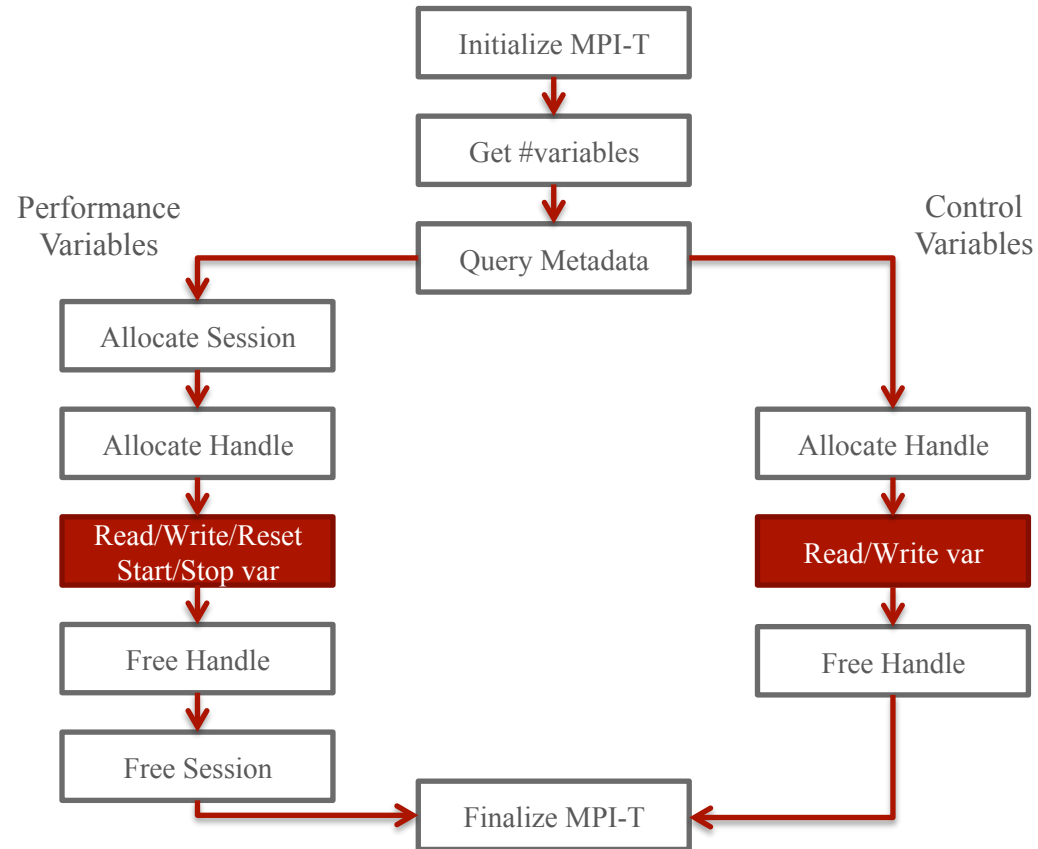 Initialize MPI-T
Get #variables
Performance
Variables
Control
Variables
Query Metadata
Allocate Session
Allocate Handle
Read/Write/Reset
Start/Stop var
Free Handle
Free Session
Allocate Handle
Read/Write var
Free Handle
Finalize MPI-T